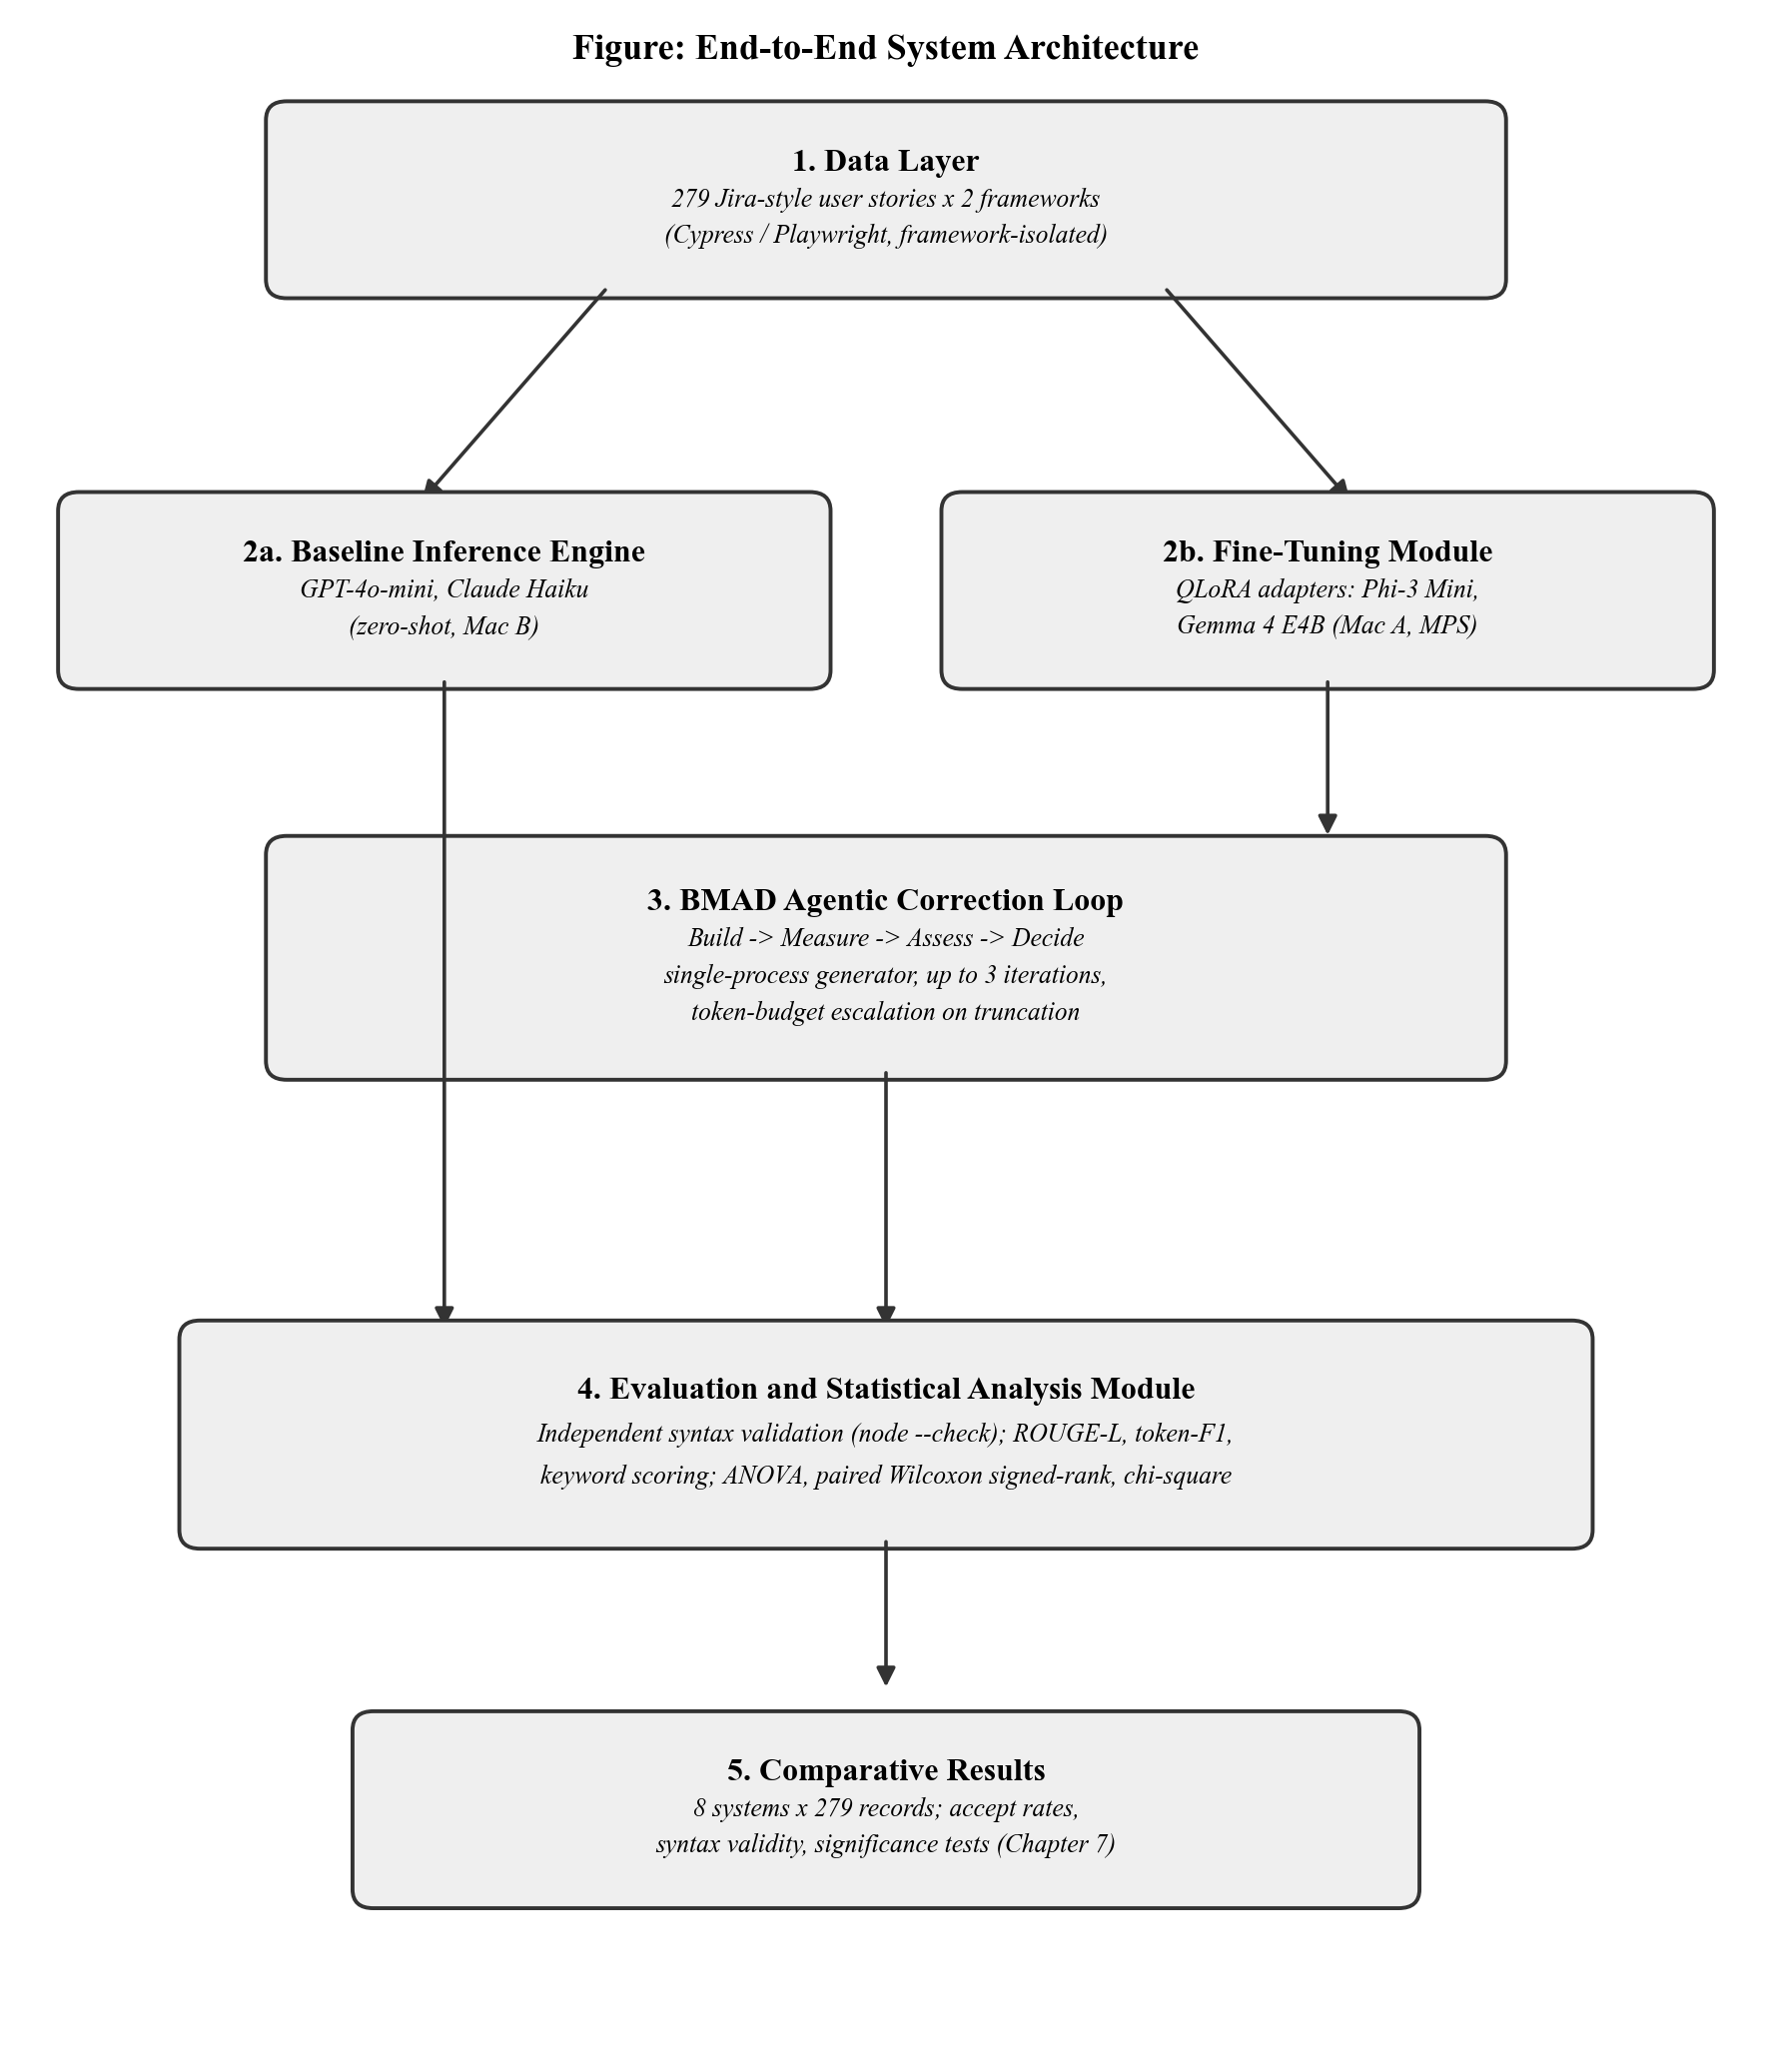 Figure: End-to-End System Architecture
1. Data Layer
279 Jira-style user stories x 2 frameworks
(Cypress / Playwright, framework-isolated)
2a. Baseline Inference Engine
GPT-4o-mini, Claude Haiku
(zero-shot, Mac B)
2b. Fine-Tuning Module
QLoRA adapters: Phi-3 Mini,
Gemma 4 E4B (Mac A, MPS)
3. BMAD Agentic Correction Loop
Build -> Measure -> Assess -> Decide
single-process generator, up to 3 iterations,
token-budget escalation on truncation
4. Evaluation and Statistical Analysis Module
Independent syntax validation (node --check); ROUGE-L, token-F1,
keyword scoring; ANOVA, paired Wilcoxon signed-rank, chi-square
5. Comparative Results
8 systems x 279 records; accept rates,
syntax validity, significance tests (Chapter 7)